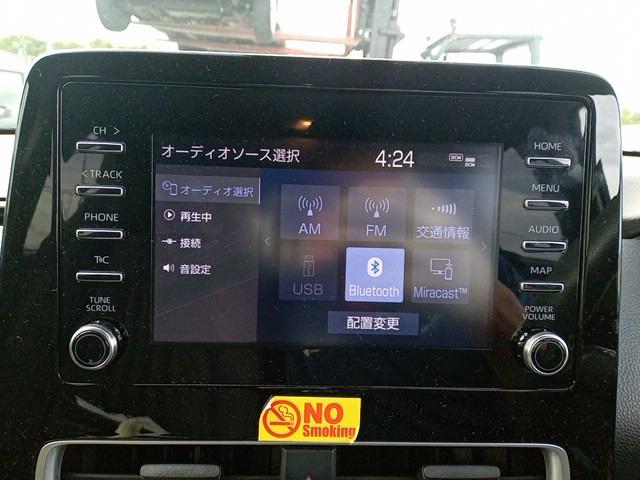 CH >
< TRACK
PHONE
TC
TUNE
SCROLL
オーディオソース選択
4:24
DCM
DCM
オーディオ選択
再生中
接続
音設定
AM
FM
交通情報
USB
Bluetooth
Miracast™
配置変更
HOME
MENU
AUDIO
MAP
POWER
VOLUME
NO
Smoking